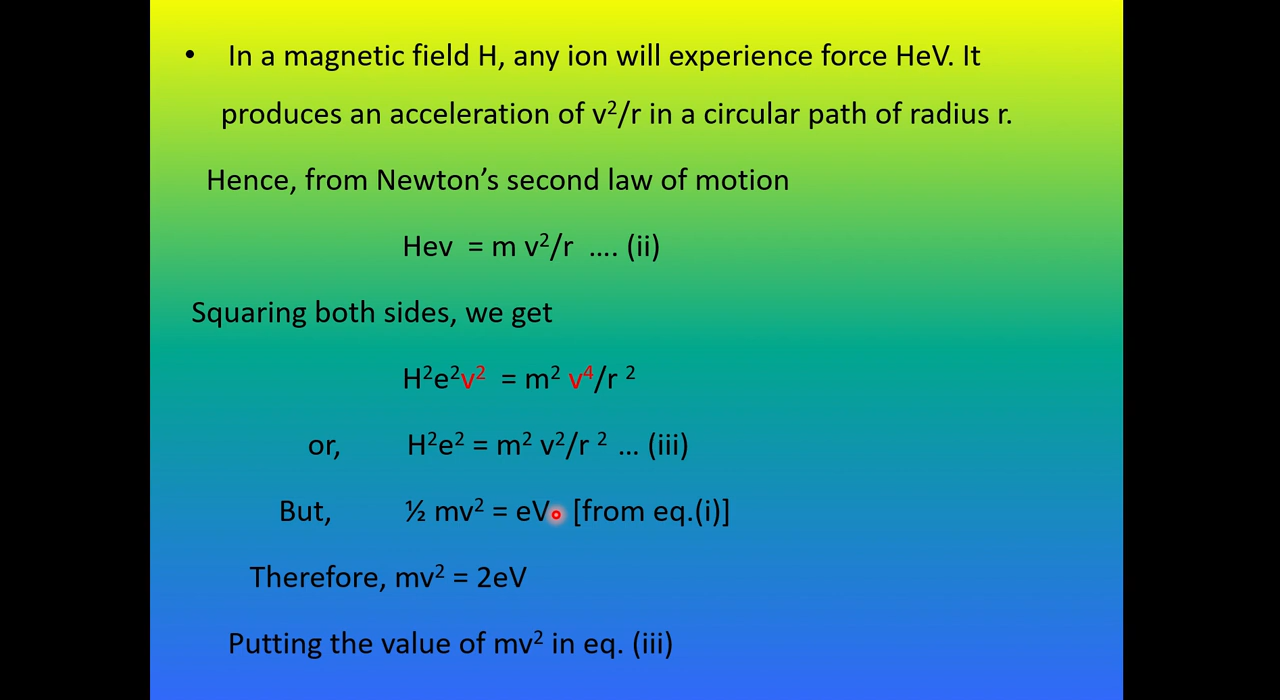 • In a magnetic field H, any ion will experience force HeV. It
produces an acceleration of v²/r in a circular path of radius r.
Hence, from Newton’s second law of motion
Hev = m v²/r .... (ii)
Squaring both sides, we get
H²e²v² = m² v⁴/r ²
or, H²e² = m² v²/r ² ... (iii)
But, ½ mv² = eV [from eq.(i)]
Therefore, mv² = 2eV
Putting the value of mv² in eq. (iii)